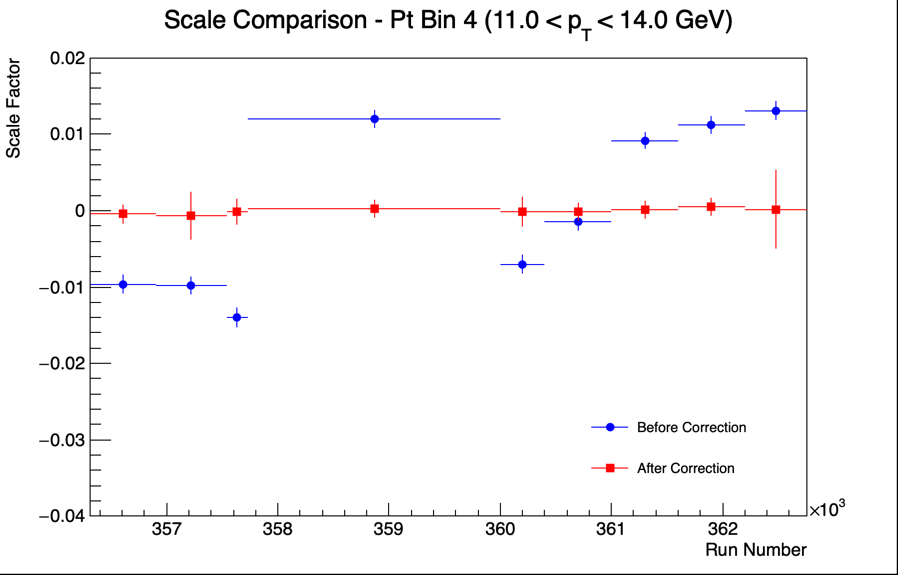 Scale Comparison - Pt Bin 4 (11.0 < pT < 14.0 GeV)
Scale Factor
0.02
0.01
0
−0.01
−0.02
−0.03
−0.04
Before Correction
After Correction
357 358 359 360 361 362
×10³
Run Number